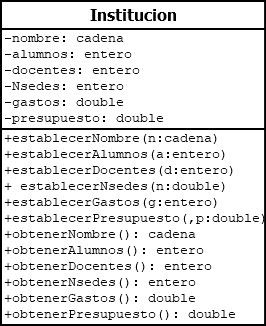 Institucion
-nombre: cadena
-alumnos: entero
-docentes: entero
-Nsedes: entero
-gastos: double
-presupuesto: double
+establecerNombre(n:cadena)
+establecerAlumnos(a:entero)
+establecerDocentes(d:entero)
+ establecerNsedes(n:double)
+establecerGastos(g:entero)
+establecerPresupuesto(,p:double)
+obtenerNombre(): cadena
+obtenerAlumnos(): entero
+obtenerDocentes(): entero
+obtenerNsedes(): entero
+obtenerGastos(): double
+obtenerPresupuesto(): double